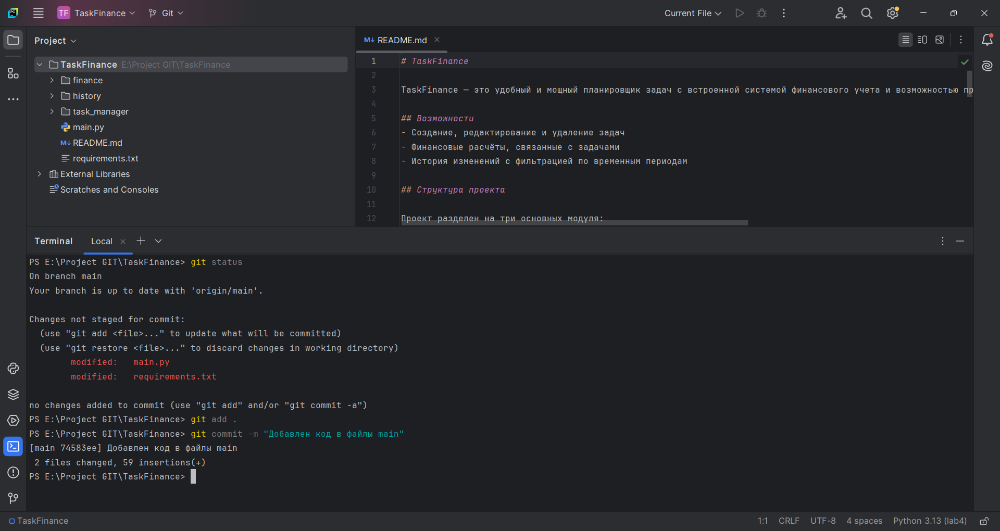 TF TaskFinance Git Current File
Project
README.md
TaskFinance E:\Project GIT\TaskFinance
finance
history
task_manager
main.py
README.md
requirements.txt
External Libraries
Scratches and Consoles
1 # TaskFinance
2
3 TaskFinance — это удобный и мощный планировщик задач с встроенной системой финансового учета и возможностью пр
4
5 ## Возможности
6 - Создание, редактирование и удаление задач
7 - Финансовые расчёты, связанные с задачами
8 - История изменений с фильтрацией по временным периодам
9
10 ## Структура проекта
11
12 Проект разделен на три основных модуля:
Terminal Local
PS E:\Project GIT\TaskFinance> git status
On branch main
Your branch is up to date with 'origin/main'.
Changes not staged for commit:
(use "git add <file>..." to update what will be committed)
(use "git restore <file>..." to discard changes in working directory)
modified: main.py
modified: requirements.txt
no changes added to commit (use "git add" and/or "git commit -a")
PS E:\Project GIT\TaskFinance> git add .
PS E:\Project GIT\TaskFinance> git commit -m "Добавлен код в файлы main"
[main 74583ee] Добавлен код в файлы main
2 files changed, 59 insertions(+)
PS E:\Project GIT\TaskFinance>
TaskFinance 1:1 CRLF UTF-8 4 spaces Python 3.13 (lab4)